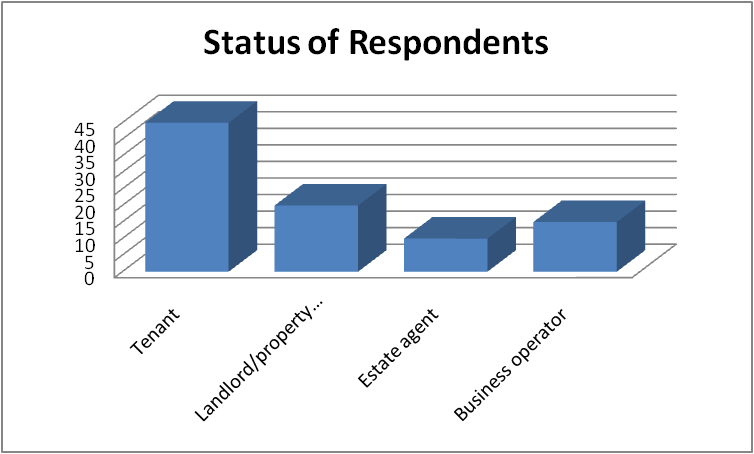 Status of Respondents
45
40
35
30
25
20
15
10
5
0
Tenant
Landlord/property...
Estate agent
Business operator